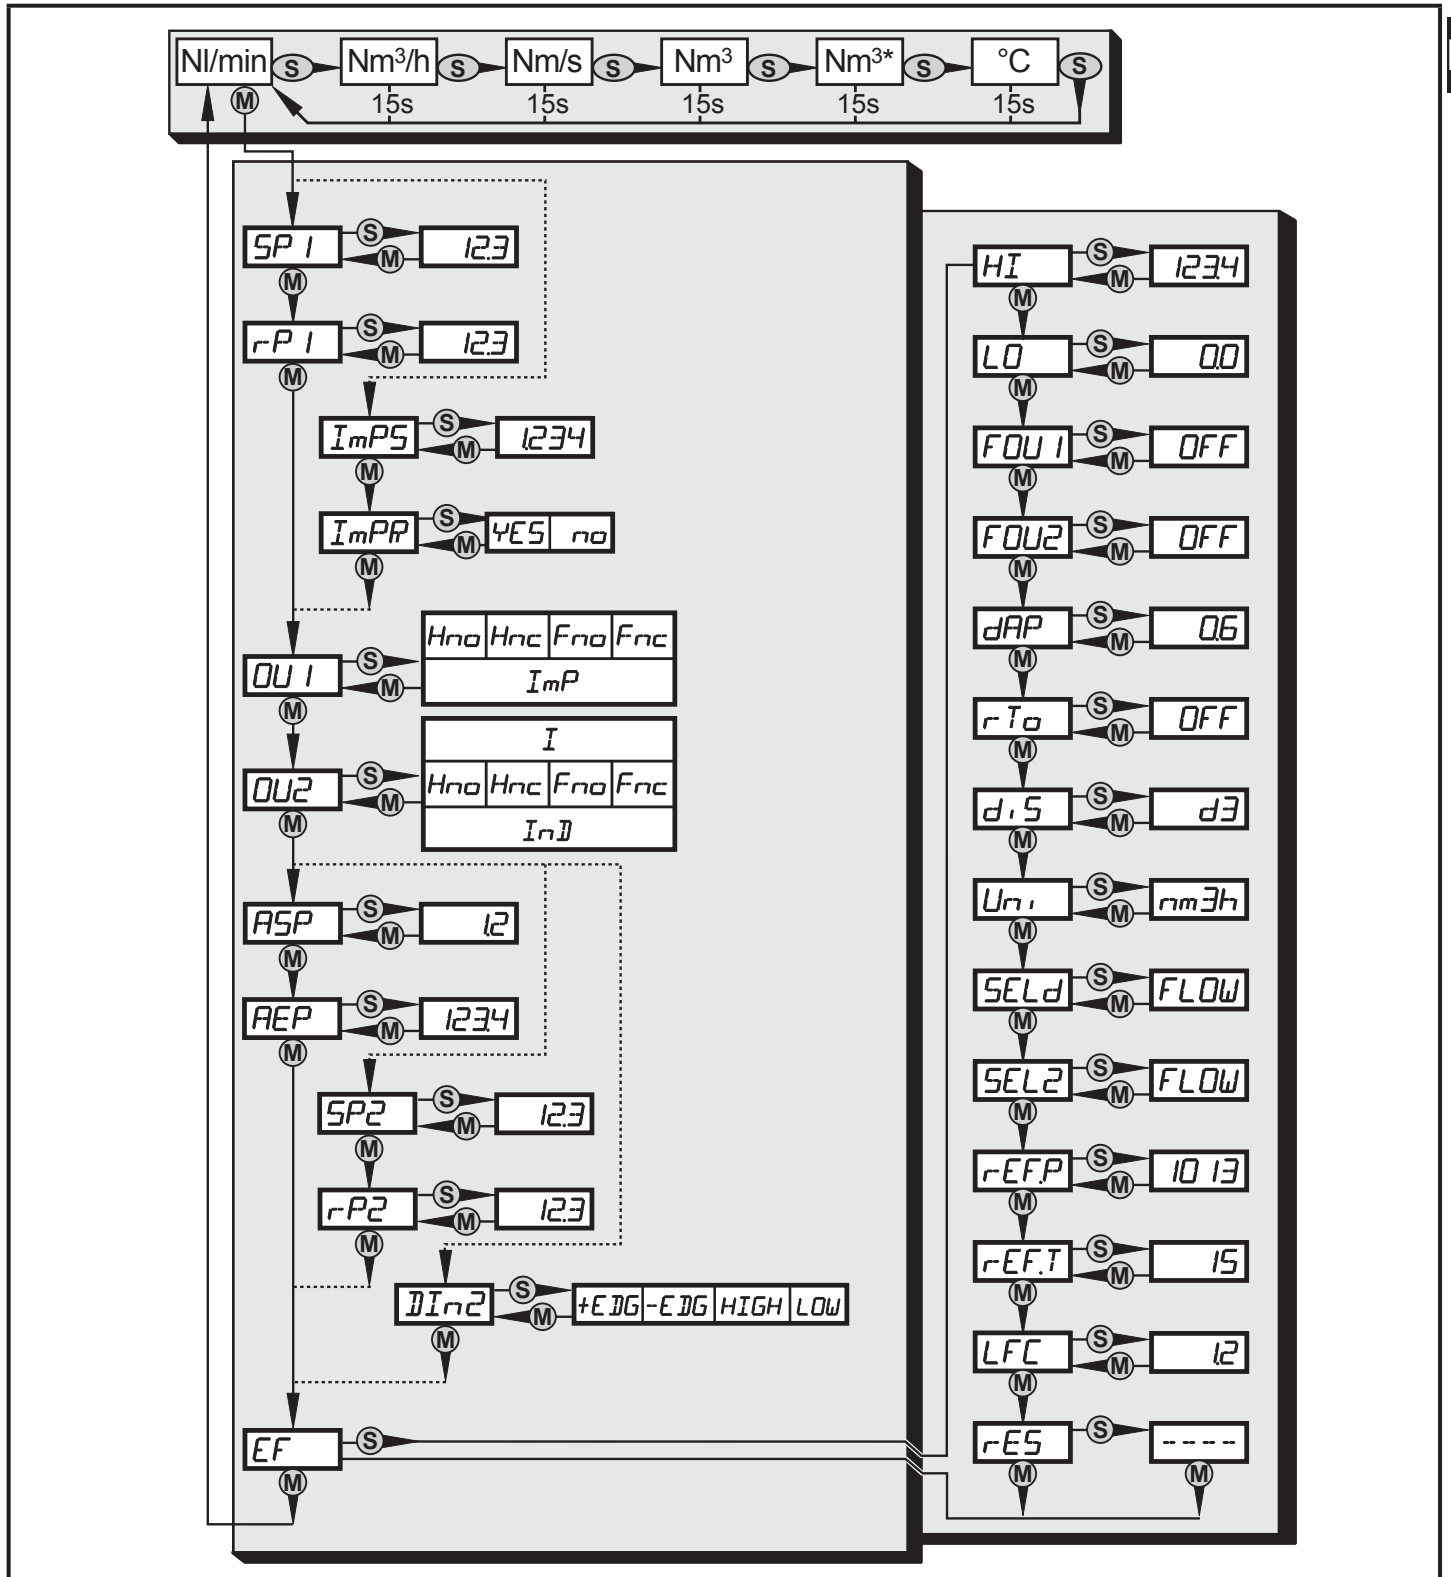 Nl/min S Nm³/h S Nm/s S Nm³ S Nm³* S °C S
M 15s 15s 15s 15s 15s
SP1 S M 12.3
M
rP1 S M 12.3
M
ImPS S M 1.234
M
ImPR S M YES no
M
Hno Hnc Fno Fnc
OU1 S M ImP
M
I
OU2 S M Hno Hnc Fno Fnc
M
InD
ASP S M 1.2
M
AEP S M 123.4
M
SP2 S M 12.3
M
rP2 S M 12.3
M
DIn2 S M +EDG -EDG HIGH LOW
M
EF S
M
HI S M 123.4
M
LO S M 0.0
M
FOU1 S M OFF
M
FOU2 S M OFF
M
dAP S M 0.6
M
rTo S M OFF
M
diS S M d3
M
Uni S M nm3h
M
SELd S M FLOW
M
SEL2 S M FLOW
M
rEF.P S M 1013
M
rEF.T S M 15
M
LFC S M 1.2
M
rES S ----
M M